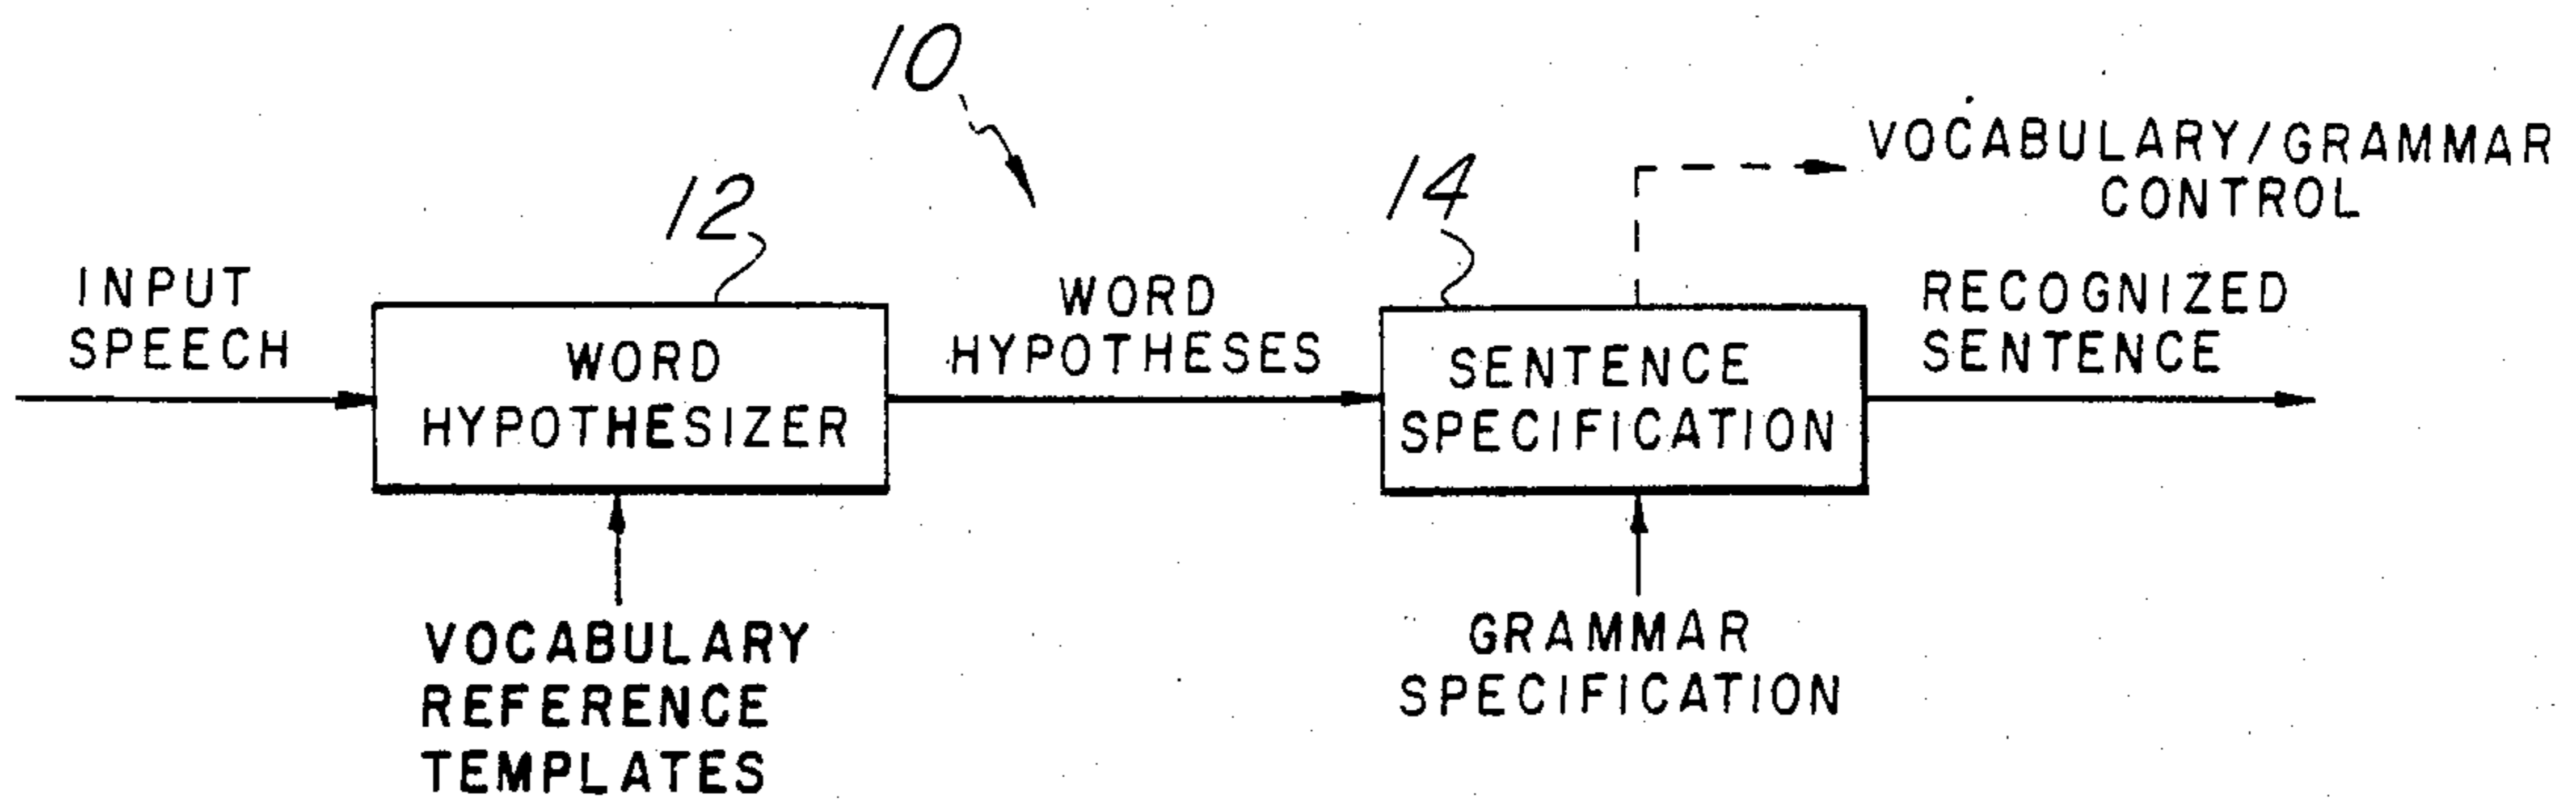 10
VOCABULARY/GRAMMAR
CONTROL
12
14
INPUT
SPEECH
WORD
HYPOTHESIZER
WORD
HYPOTHESES
SENTENCE
SPECIFICATION
RECOGNIZED
SENTENCE
VOCABULARY
REFERENCE
TEMPLATES
GRAMMAR
SPECIFICATION